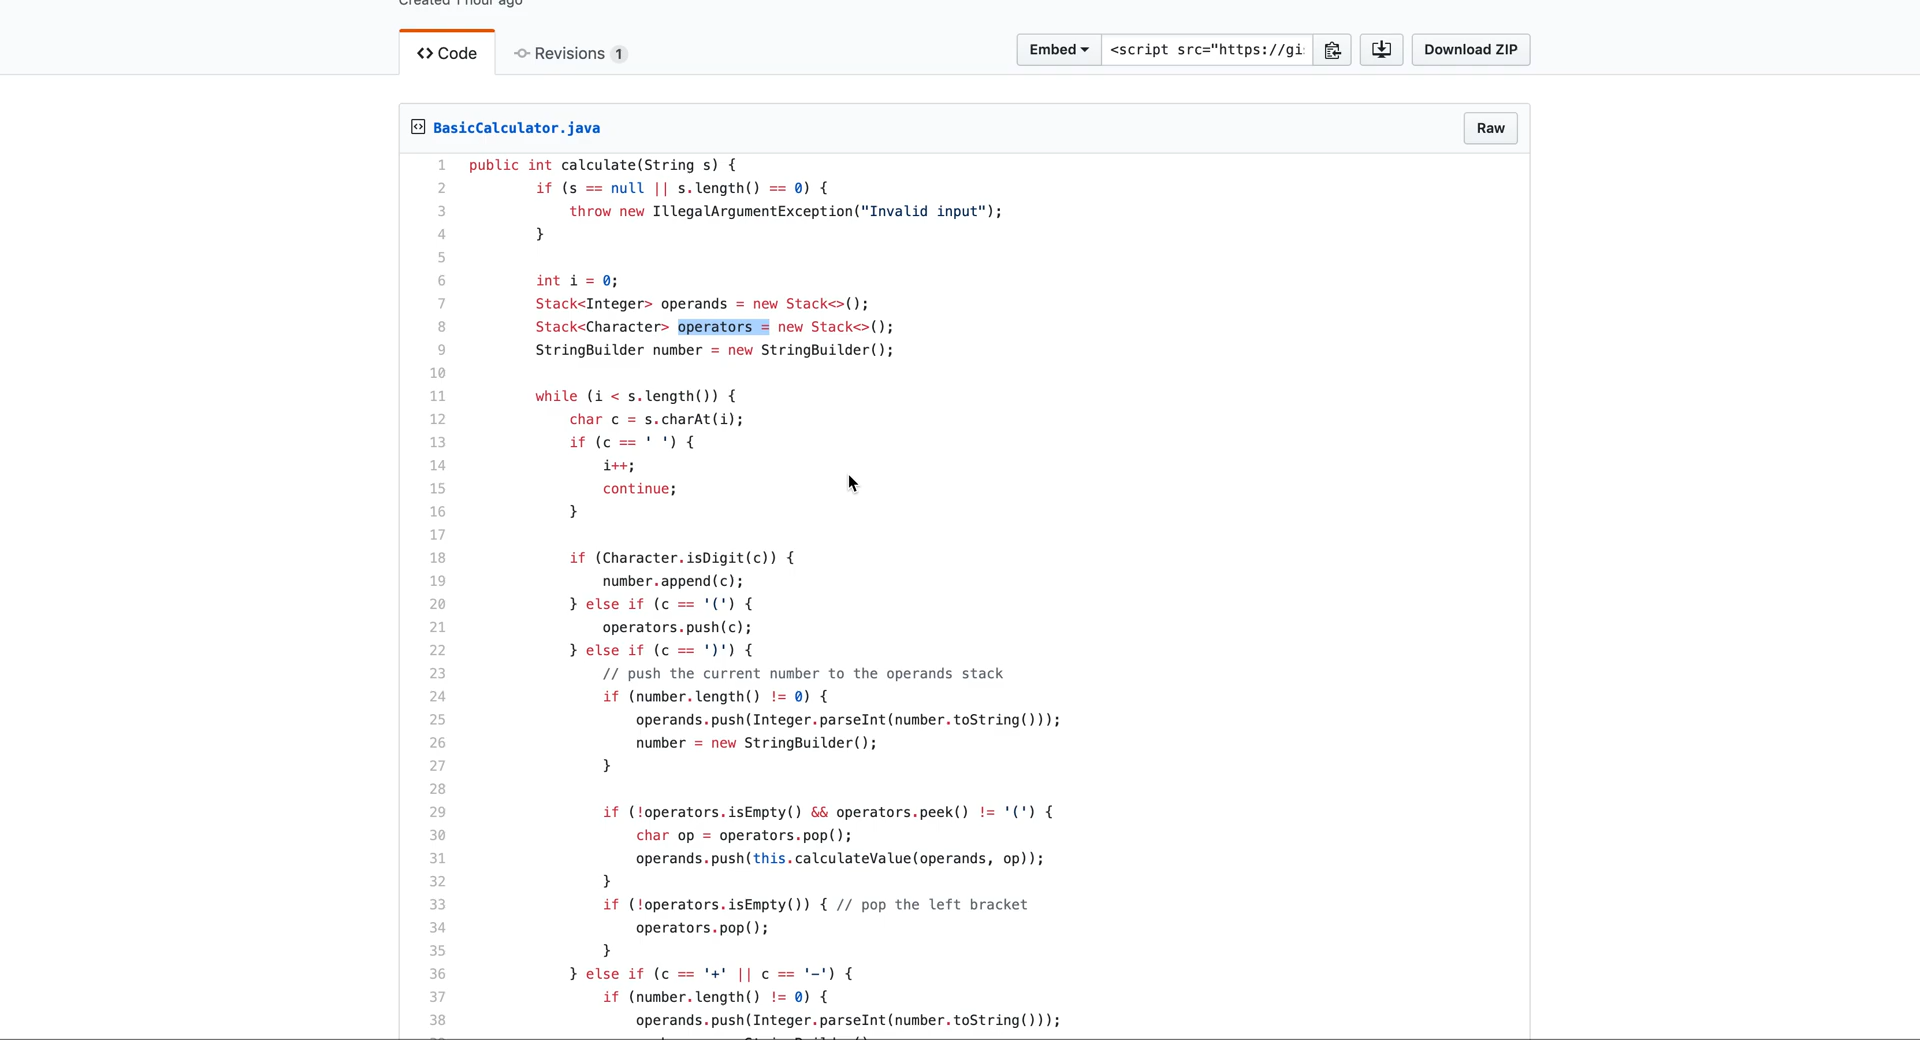 Created 1 hour ago
<> Code Revisions 1 Embed <script src="https://gi Download ZIP
BasicCalculator.java Raw
1 public int calculate(String s) {
2 if (s == null || s.length() == 0) {
3 throw new IllegalArgumentException("Invalid input");
4 }
5
6 int i = 0;
7 Stack<Integer> operands = new Stack<>();
8 Stack<Character> operators = new Stack<>();
9 StringBuilder number = new StringBuilder();
10
11 while (i < s.length()) {
12 char c = s.charAt(i);
13 if (c == ' ') {
14 i++;
15 continue;
16 }
17
18 if (Character.isDigit(c)) {
19 number.append(c);
20 } else if (c == '(') {
21 operators.push(c);
22 } else if (c == ')') {
23 // push the current number to the operands stack
24 if (number.length() != 0) {
25 operands.push(Integer.parseInt(number.toString()));
26 number = new StringBuilder();
27 }
28
29 if (!operators.isEmpty() && operators.peek() != '(') {
30 char op = operators.pop();
31 operands.push(this.calculateValue(operands, op));
32 }
33 if (!operators.isEmpty()) { // pop the left bracket
34 operators.pop();
35 }
36 } else if (c == '+' || c == '-') {
37 if (number.length() != 0) {
38 operands.push(Integer.parseInt(number.toString()));